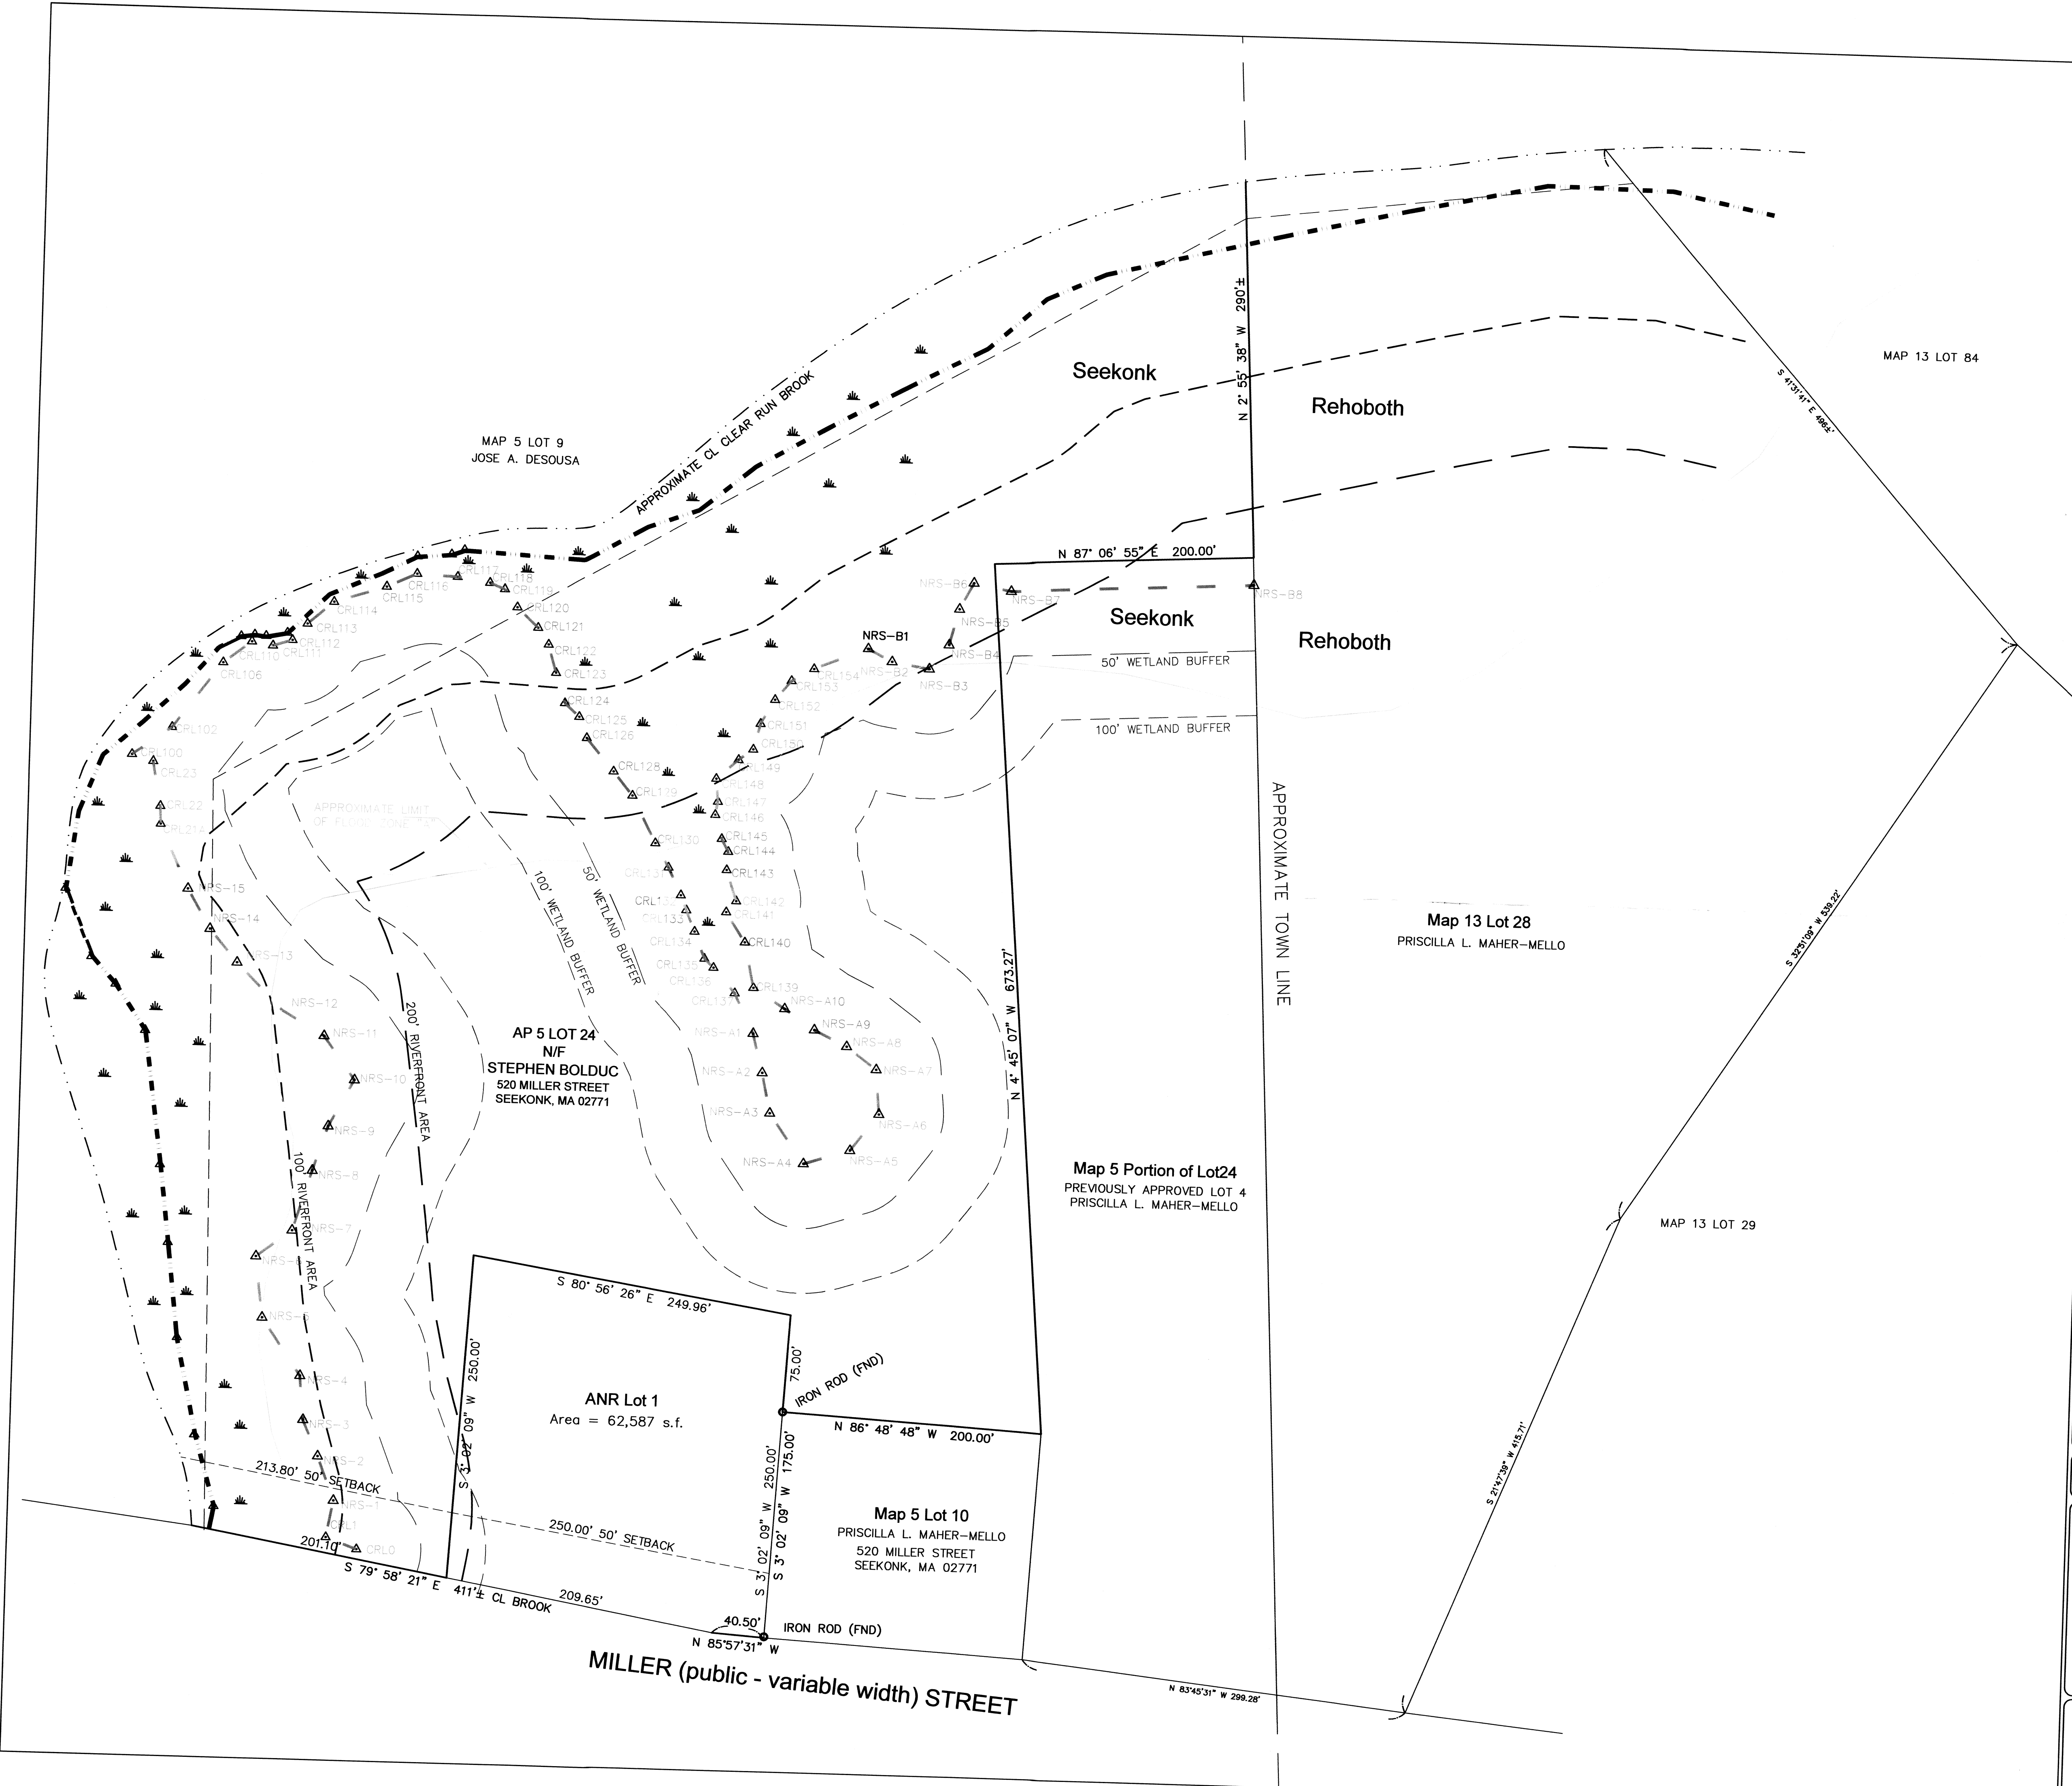 MAP 13 LOT 84
N 2° 55' 38" W 290'±
Seekonk
Rehoboth
S 41°31'41" E 496±'
APPROXIMATE CL CLEAR RUN BROOK
MAP 5 LOT 9
JOSE A. DESOUSA
N 87° 06' 55" E 200.00'
CRL117
CRL118
CRL116
CRL119
CRL115
CRL114
CRL120
CRL113
CRL121
CRL112
CRL111
CRL110
CRL122
CRL106
CRL123
NRS-B6
NRS-B7
NRS-B8
NRS-B5
Seekonk
Rehoboth
NRS-B1
NRS-B4
NRS-B2
NRS-B3
50' WETLAND BUFFER
CRL154
CRL153
CRL152
CRL124
CRL125
CRL151
CRL126
CRL102
100' WETLAND BUFFER
CRL150
CRL100
CRL149
CRL23
CRL128
CRL148
CRL129
CRL147
CRL22
CRL146
APPROXIMATE LIMIT
OF FLOOD ZONE "A"
CRL21A
CRL130
CRL145
CRL144
CRL131
CRL143
NRS-15
CRL132
CRL142
CRL133
CRL141
NRS-14
CRL134
CRL140
NRS-13
CRL135
CRL136
CRL139
CRL137
NRS-12
NRS-A10
100' WETLAND BUFFER
50' WETLAND BUFFER
APPROXIMATE TOWN LINE
Map 13 Lot 28
PRISCILLA L. MAHER-MELLO
S 32°51'09" W 539.22'
N 4° 45' 07" W 673.27'
NRS-11
NRS-A1
NRS-A9
NRS-A8
AP 5 LOT 24
N/F
STEPHEN BOLDUC
520 MILLER STREET
SEEKONK, MA 02771
NRS-A2
NRS-A7
NRS-10
NRS-A3
NRS-A6
NRS-9
NRS-A4
NRS-A5
NRS-8
200' RIVERFRONT AREA
100' RIVERFRONT AREA
Map 5 Portion of Lot24
PREVIOUSLY APPROVED LOT 4
PRISCILLA L. MAHER-MELLO
MAP 13 LOT 29
NRS-7
NRS-6
NRS-5
S 80° 56' 26" E 249.96'
NRS-4
75.00'
IRON ROD (FND)
S 3° 02' 09" W 250.00'
ANR Lot 1
Area = 62,587 s.f.
NRS-3
N 86° 48' 48" W 200.00'
NRS-2
213.80' 50' SETBACK
NRS-1
S 3° 02' 09" W 250.00'
S 3° 02' 09" W 175.00'
S 21°47'39" W 415.71'
Map 5 Lot 10
PRISCILLA L. MAHER-MELLO
520 MILLER STREET
SEEKONK, MA 02771
250.00' 50' SETBACK
CRL1
CRL0
201.10'
S 79° 58' 21" E 411'± CL BROOK
209.65'
40.50'
IRON ROD (FND)
N 85°57'31" W
MILLER (public - variable width) STREET
N 83°45'31" W 299.28'